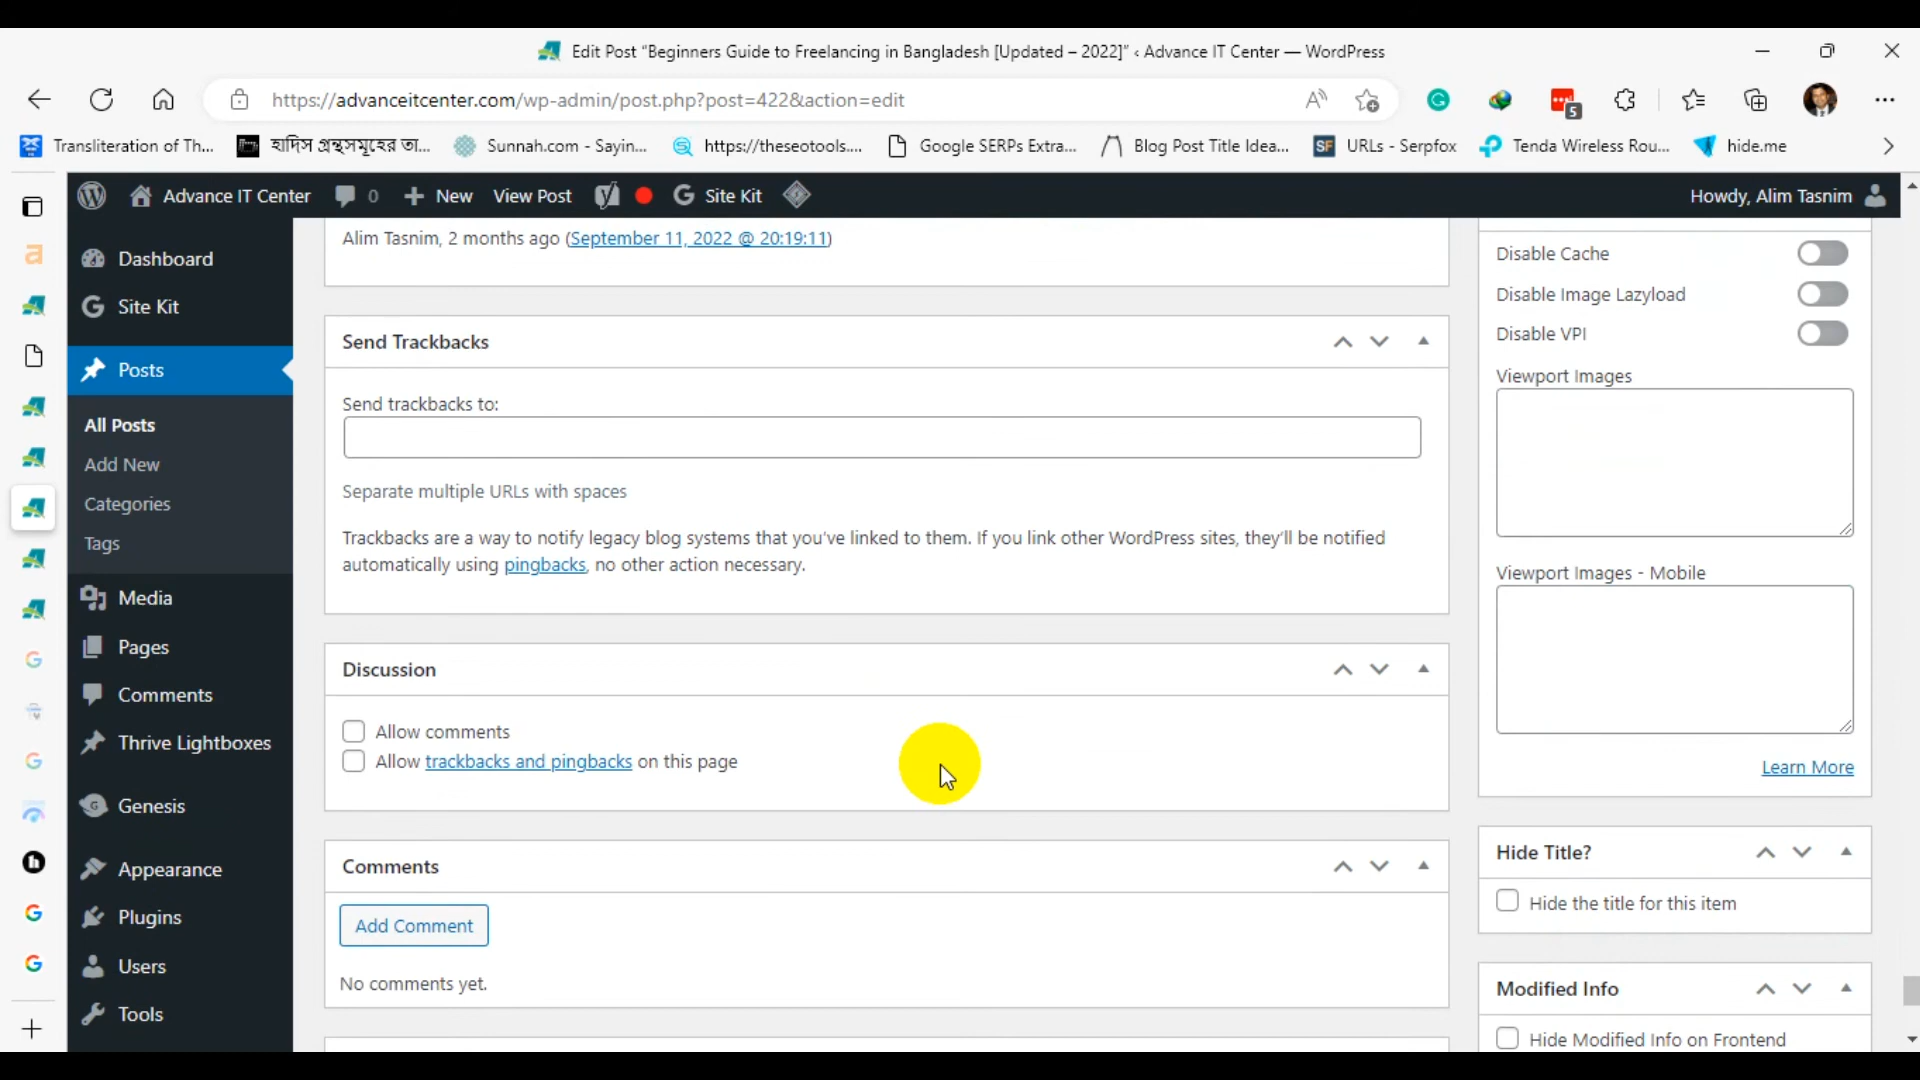 Edit Post “Beginners Guide to Freelancing in Bangladesh [Updated – 2022]” ‹ Advance IT Center — WordPress
https://advanceitcenter.com/wp-admin/post.php?post=422&action=edit
5
Transliteration of Th...
হাদিস গ্রন্থসমূহের তা...
Sunnah.com - Sayin...
https://theseotools....
Google SERPs Extra...
Blog Post Title Idea...
SF URLs - Serpfox
Tenda Wireless Rou...
hide.me
Advance IT Center
0
New
View Post
Site Kit
Howdy, Alim Tasnim
Dashboard
Site Kit
Posts
All Posts
Add New
Categories
Tags
Media
Pages
Comments
Thrive Lightboxes
Genesis
Appearance
Plugins
Users
Tools
Alim Tasnim, 2 months ago (September 11, 2022 @ 20:19:11)
Send Trackbacks
Send trackbacks to:
Separate multiple URLs with spaces
Trackbacks are a way to notify legacy blog systems that you’ve linked to them. If you link other WordPress sites, they’ll be notified
automatically using pingbacks, no other action necessary.
Discussion
Allow comments
Allow trackbacks and pingbacks on this page
Comments
Add Comment
No comments yet.
Disable Cache
Disable Image Lazyload
Disable VPI
Viewport Images
Viewport Images - Mobile
Learn More
Hide Title?
Hide the title for this item
Modified Info
Hide Modified Info on Frontend